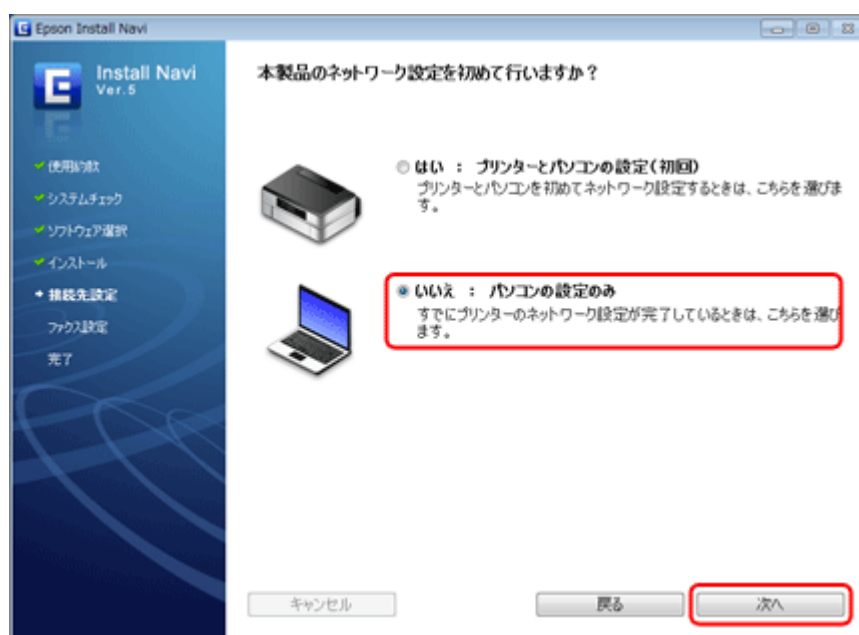 Epson Install Navi
Install Navi
Ver.5
使用許諾
システムチェック
ソフトウェア選択
インストール
接続先設定
ファクス設定
完了
本製品のネットワーク設定を初めて行いますか？
はい ： プリンターとパソコンの設定(初回)
プリンターとパソコンを初めてネットワーク設定するときは、こちらを選びま
す。
いいえ ： パソコンの設定のみ
すでにプリンターのネットワーク設定が完了しているときは、こちらを選び
ます。
キャンセル
戻る
次へ